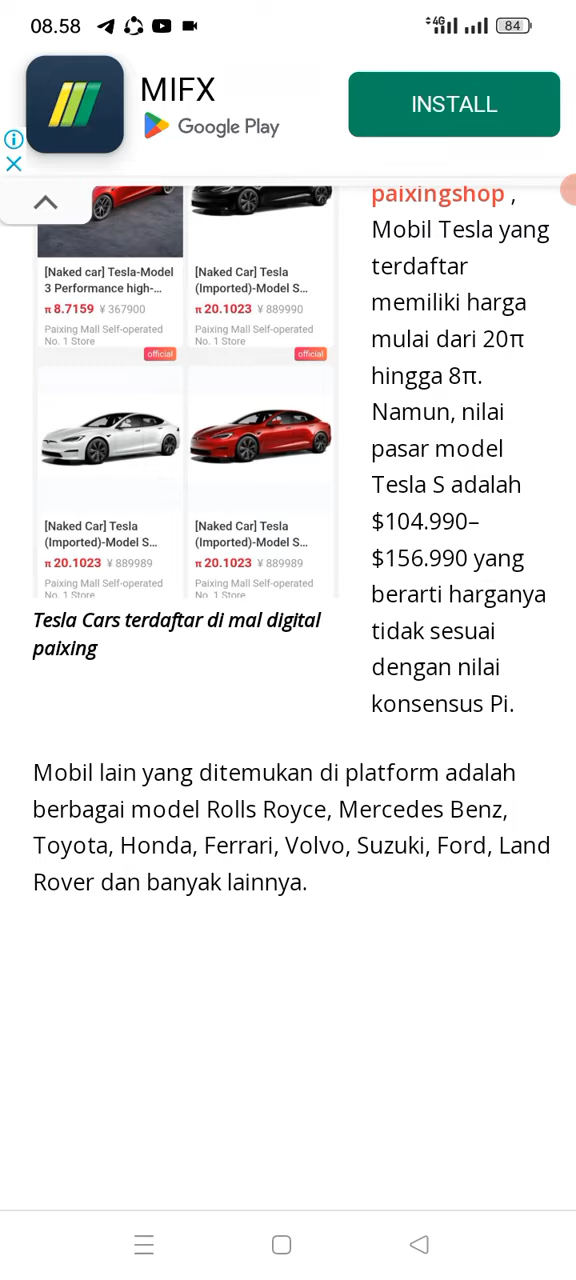 08.58
4G
84
MIFX
Google Play
INSTALL
[Naked car] Tesla-Model
3 Performance high-...
π 8.7159 ¥ 367900
Paixing Mall Self-operated
No. 1 Store
official
[Naked Car] Tesla
(Imported)-Model S...
π 20.1023 ¥ 889990
Paixing Mall Self-operated
No. 1 Store
official
[Naked Car] Tesla
(Imported)-Model S...
π 20.1023 ¥ 889989
Paixing Mall Self-operated
No. 1 Store
[Naked Car] Tesla
(Imported)-Model S...
π 20.1023 ¥ 889989
Paixing Mall Self-operated
No. 1 Store
Tesla Cars terdaftar di mal digital
paixing
paixingshop ,
Mobil Tesla yang
terdaftar
memiliki harga
mulai dari 20π
hingga 8π.
Namun, nilai
pasar model
Tesla S adalah
$104.990–
$156.990 yang
berarti harganya
tidak sesuai
dengan nilai
konsensus Pi.
Mobil lain yang ditemukan di platform adalah
berbagai model Rolls Royce, Mercedes Benz,
Toyota, Honda, Ferrari, Volvo, Suzuki, Ford, Land
Rover dan banyak lainnya.